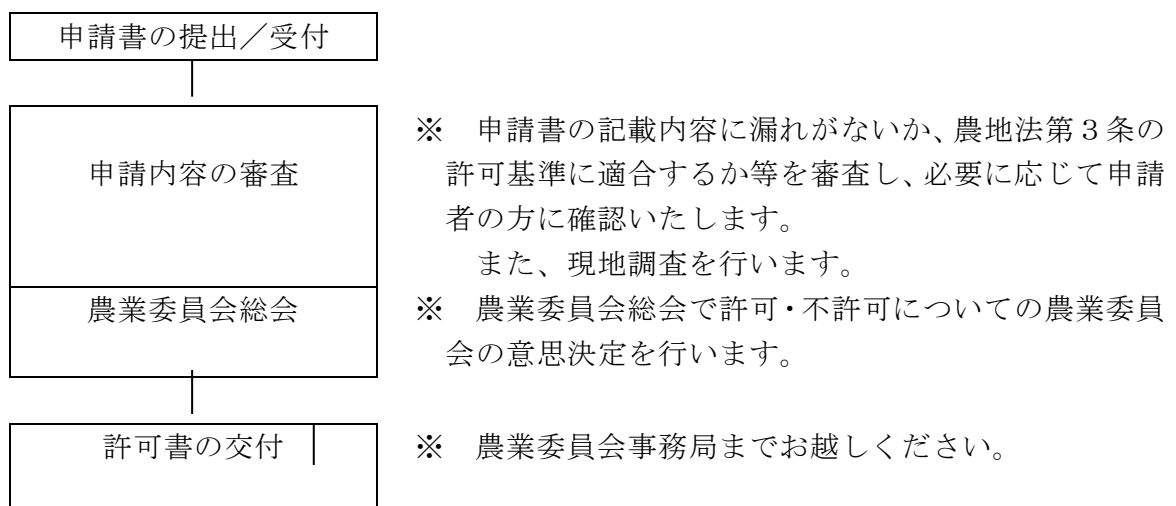 申請書の提出/受付
申請内容の審査
※ 申請書の記載内容に漏れがないか、農地法第3条の
許可基準に適合するか等を審査し、必要に応じて申請
者の方に確認いたします。
また、現地調査を行います。
農業委員会総会
※ 農業委員会総会で許可・不許可についての農業委員
会の意思決定を行います。
許可書の交付
※ 農業委員会事務局までお越しください。